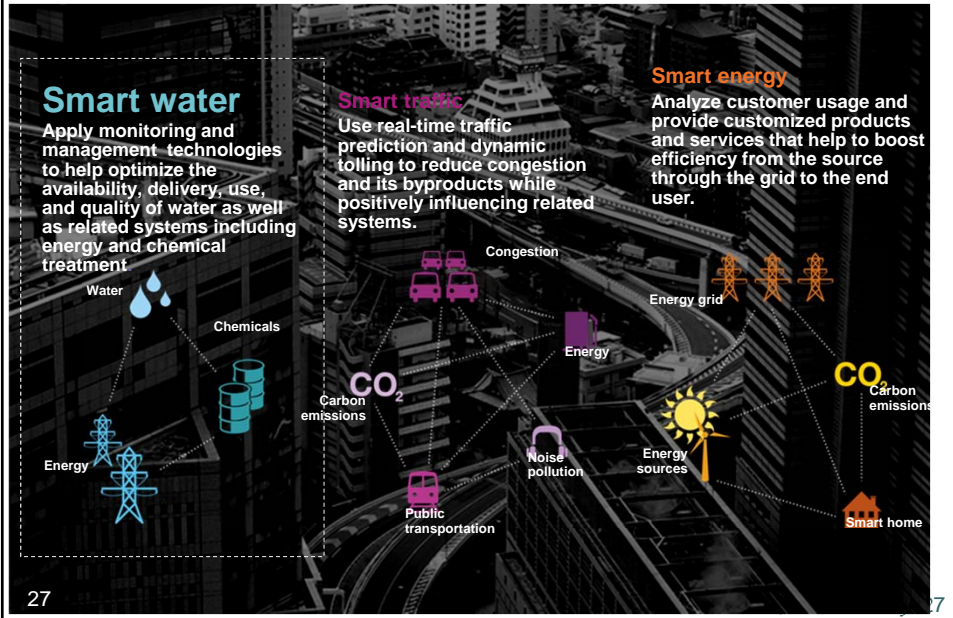 Smart water
Apply monitoring and
management technologies
to help optimize the
availability, delivery, use,
and quality of water as well
as related systems including
energy and chemical
treatment.
Water
Chemicals
Energy
Smart traffic
Use real-time traffic
prediction and dynamic
tolling to reduce congestion
and its byproducts while
positively influencing related
systems.
Congestion
Energy
CO2
Carbon
emissions
Noise
pollution
Public
transportation
Smart energy
Analyze customer usage and
provide customized products
and services that help to boost
efficiency from the source
through the grid to the end
user.
Energy grid
CO2
Carbon
emissions
Energy
sources
Smart home
27
27